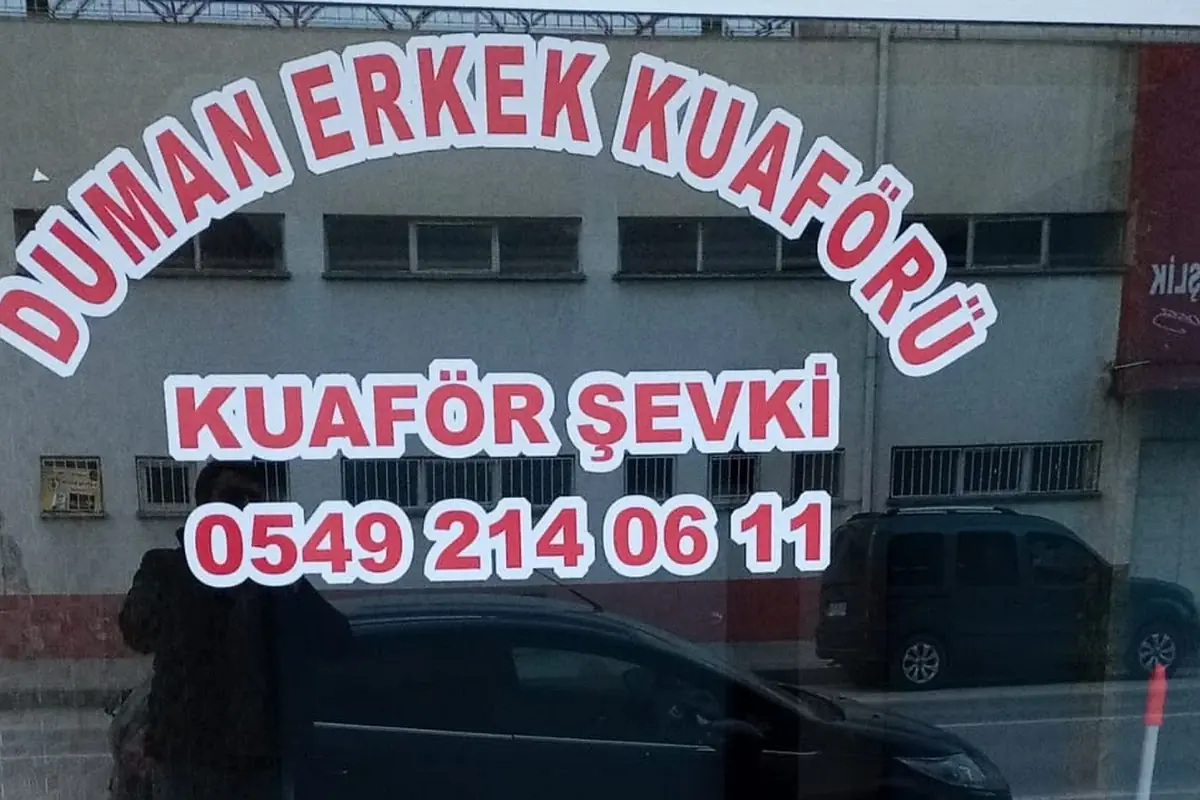 DUMAN ERKEK KUAFÖRÜ
KUAFÖR ŞEVKİ
0549 214 06 11